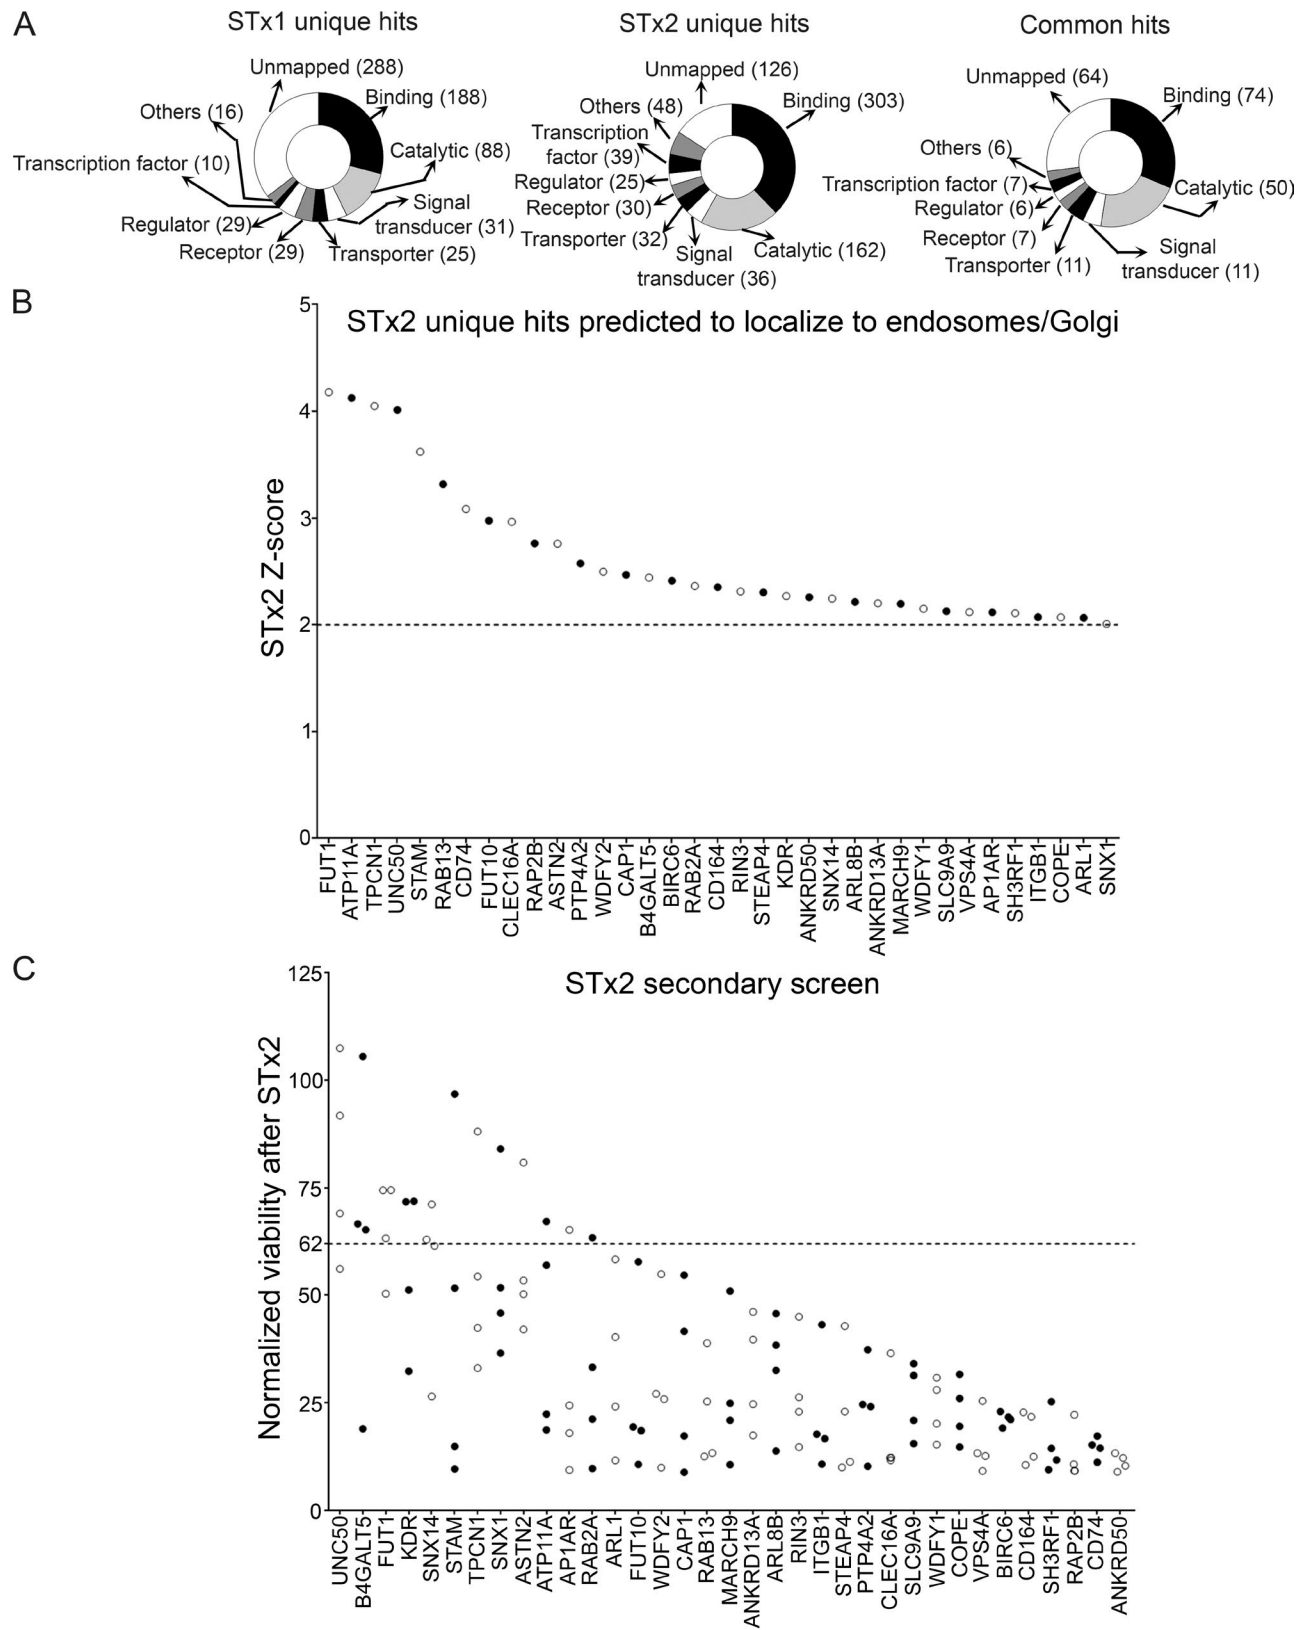 A
STx1 unique hits
Unmapped (288)
Binding (188)
Others (16)
Catalytic (88)
Transcription factor (10)
Signal
transducer (31)
Regulator (29)
Receptor (29)
Transporter (25)
STx2 unique hits
Unmapped (126)
Binding (303)
Others (48)
Transcription
factor (39)
Regulator (25)
Receptor (30)
Transporter (32)
Signal
transducer (36)
Catalytic (162)
Common hits
Unmapped (64)
Binding (74)
Others (6)
Transcription factor (7)
Catalytic (50)
Regulator (6)
Receptor (7)
Transporter (11)
Signal
transducer (11)
B
STx2 unique hits predicted to localize to endosomes/Golgi
STx2 Z-score
5
4
3
2
1
0
FUT1
ATP11A
TPCN1
UNC50
STAM
RAB13
CD74
FUT10
CLEC16A
RAP2B
ASTN2
PTP4A2
WDFY2
CAP1
B4GALT5
BIRC6
RAB2A
CD164
RIN3
STEAP4
KDR
ANKRD50
SNX14
ARL8B
ANKRD13A
MARCH9
WDFY1
SLC9A9
VPS4A
AP1AR
SH3RF1
ITGB1
COPE
ARL1
SNX1
C
STx2 secondary screen
Normalized viability after STx2
125
100
75
62
50
25
0
UNC50
B4GALT5
FUT1
KDR
SNX14
STAM
TPCN1
SNX1
ASTN2
ATP11A
AP1AR
RAB2A
ARL1
FUT10
WDFY2
CAP1
RAB13
MARCH9
ANKRD13A
ARL8B
RIN3
ITGB1
STEAP4
PTP4A2
CLEC16A
SLC9A9
WDFY1
COPE
VPS4A
BIRC6
CD164
SH3RF1
RAP2B
CD74
ANKRD50